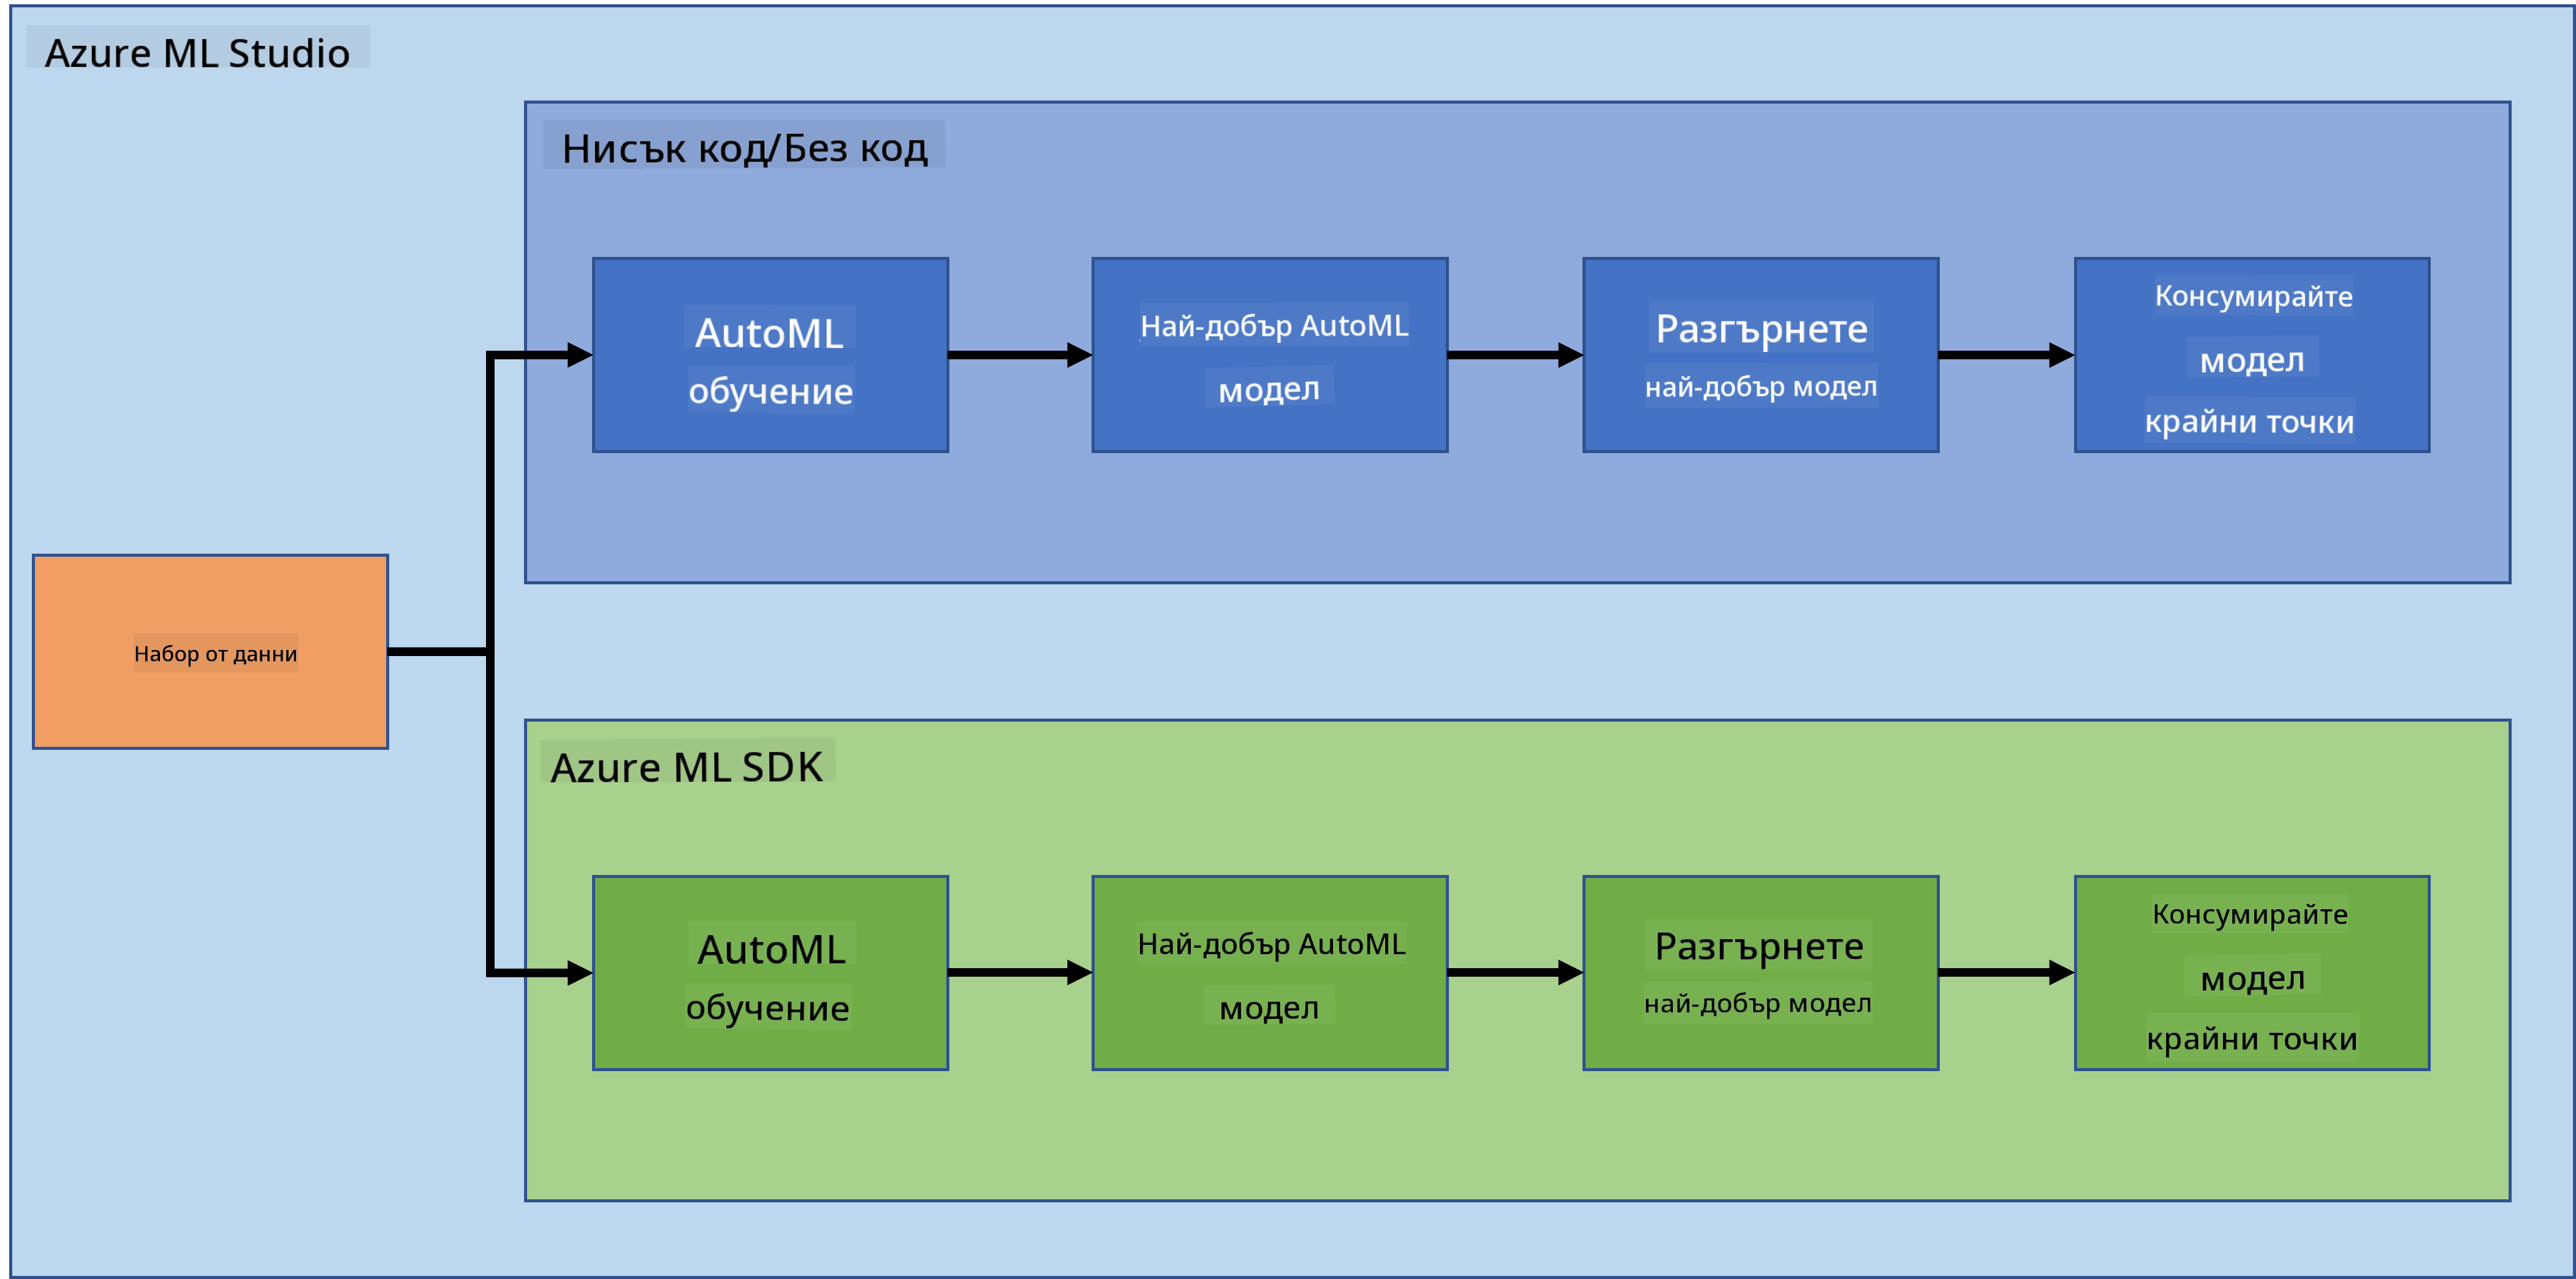 Azure ML Studio
Нисък код/Без код
AutoML
обучение
Най-добър AutoML
модел
Разгърнете
най-добър модел
Консумирайте
модел
крайни точки
Набор от данни
Azure ML SDK
AutoML
обучение
Най-добър AutoML
модел
Разгърнете
най-добър модел
Консумирайте
модел
крайни точки